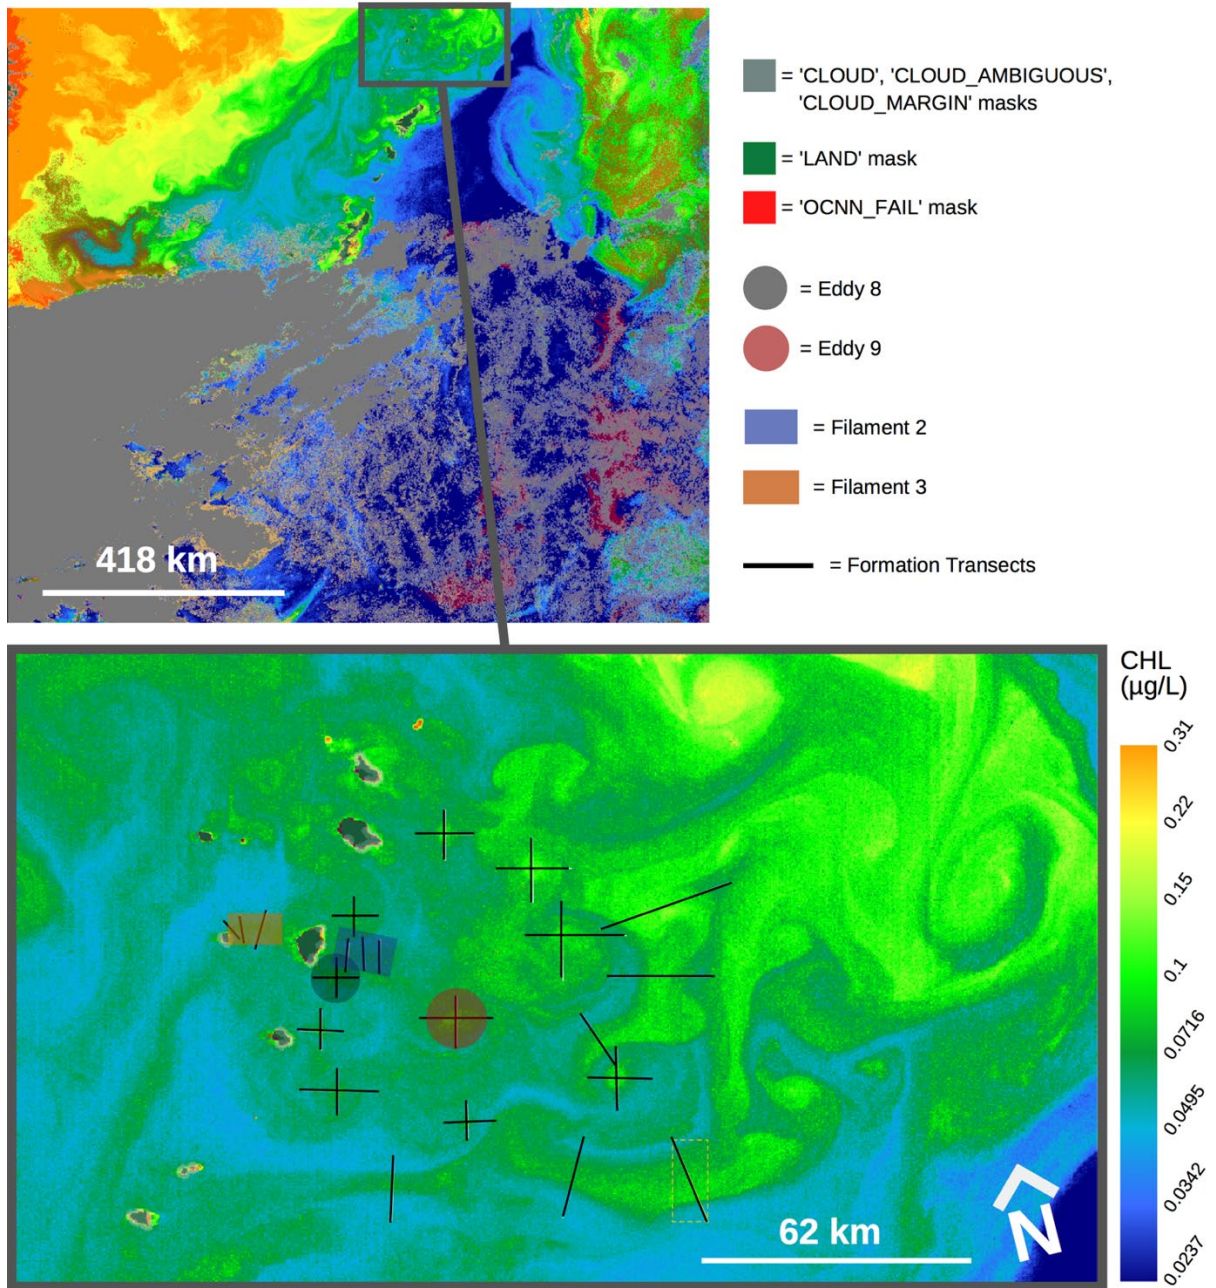 = 'CLOUD', 'CLOUD_AMBIGUOUS',
'CLOUD_MARGIN' masks
= 'LAND' mask
= 'OCNN_FAIL' mask
= Eddy 8
= Eddy 9
= Filament 2
= Filament 3
= Formation Transects
418 km
CHL
(µg/L)
0.31
0.22
0.15
0.1
0.0716
0.0495
0.0342
0.0237
62 km
N